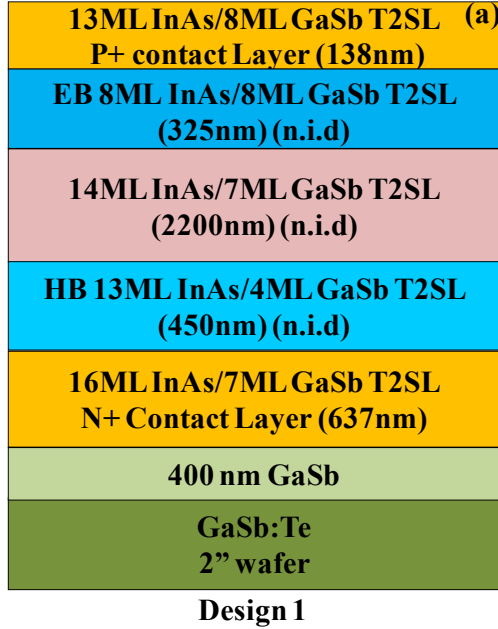 13ML InAs/8ML GaSb T2SL (a)
P+ contact Layer (138nm)
EB 8ML InAs/8ML GaSb T2SL
(325nm) (n.i.d)
14ML InAs/7ML GaSb T2SL
(2200nm) (n.i.d)
HB 13ML InAs/4ML GaSb T2SL
(450nm) (n.i.d)
16ML InAs/7ML GaSb T2SL
N+ Contact Layer (637nm)
400 nm GaSb
GaSb:Te
2” wafer
Design 1